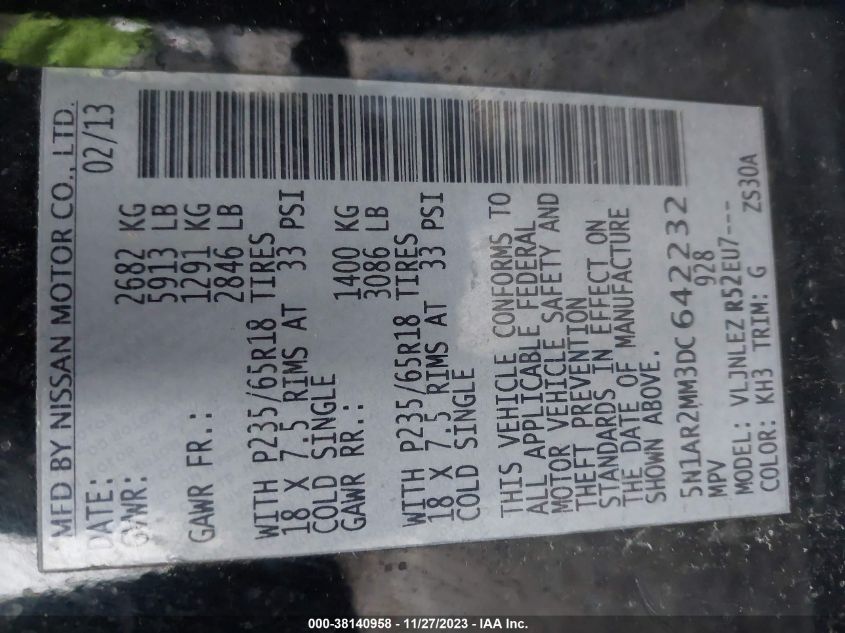 MFD BY NISSAN MOTOR CO., LTD.
DATE: 02/13
GVWR: 2682 KG
5913 LB
GAWR FR.: 1291 KG
2846 LB
WITH P235/65R18 TIRES
18 X 7.5 RIMS AT 33 PSI
COLD SINGLE
GAWR RR.: 1400 KG
3086 LB
WITH P235/65R18 TIRES
18 X 7.5 RIMS AT 33 PSI
COLD SINGLE
THIS VEHICLE CONFORMS TO
ALL APPLICABLE FEDERAL
MOTOR VEHICLE SAFETY AND
THEFT PREVENTION
STANDARDS IN EFFECT ON
THE DATE OF MANUFACTURE
SHOWN ABOVE.
5N1AR2MM3DC642232
MPV 928
MODEL: VLJNLEZ R52EU7---
COLOR: KH3 TRIM: G ZS30A
000-38140958 - 11/27/2023 - IAA Inc.